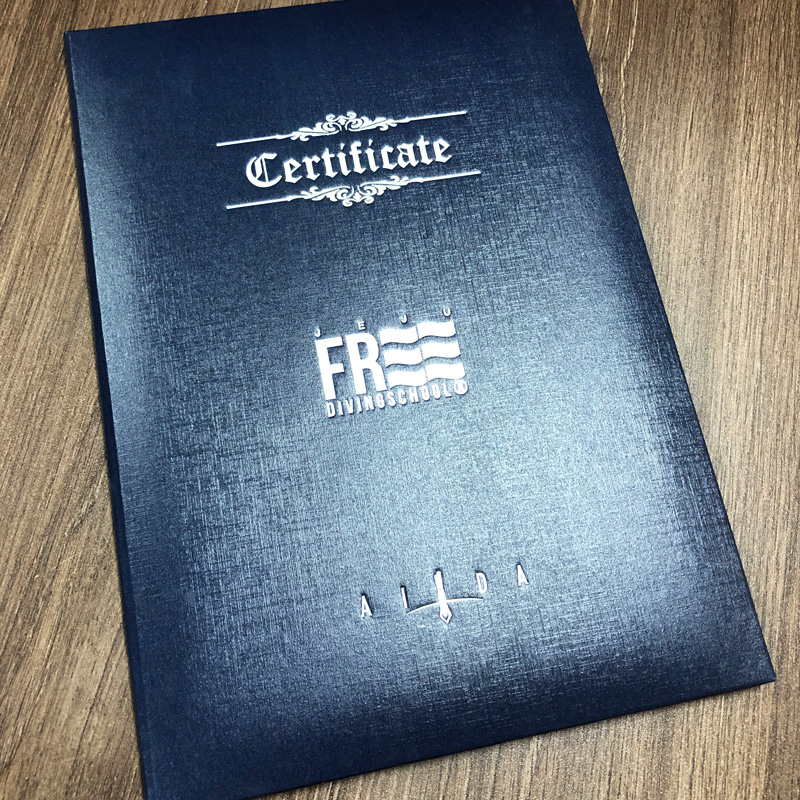 Certificate
JEJU
FREE
DIVINGSCHOOL
AIDA